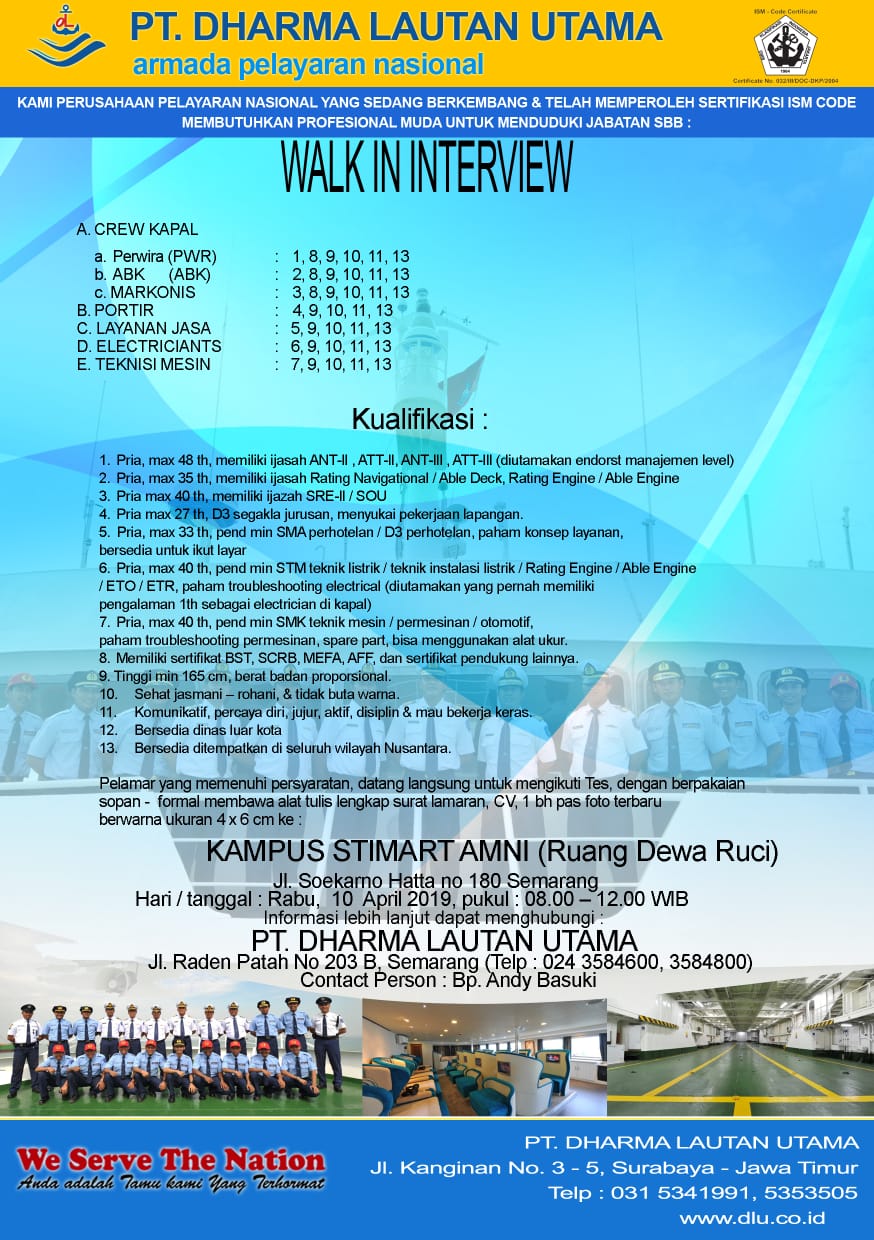 PT. DHARMA LAUTAN UTAMA
armada pelayaran nasional
ISM - Code Certificate
1964
Certificate No. 032/III/DOC-DKP/2004
KAMI PERUSAHAAN PELAYARAN NASIONAL YANG SEDANG BERKEMBANG & TELAH MEMPEROLEH SERTIFIKASI ISM CODE
MEMBUTUHKAN PROFESIONAL MUDA UNTUK MENDUDUKI JABATAN SBB :
WALK IN INTERVIEW
A. CREW KAPAL
a. Perwira (PWR) : 1, 8, 9, 10, 11, 13
b. ABK (ABK) : 2, 8, 9, 10, 11, 13
c. MARKONIS : 3, 8, 9, 10, 11, 13
B. PORTIR : 4, 9, 10, 11, 13
C. LAYANAN JASA : 5, 9, 10, 11, 13
D. ELECTRICIANTS : 6, 9, 10, 11, 13
E. TEKNISI MESIN : 7, 9, 10, 11, 13
Kualifikasi :
1. Pria, max 48 th, memiliki ijasah ANT-II , ATT-II, ANT-III , ATT-III (diutamakan endorst manajemen level)
2. Pria, max 35 th, memiliki ijasah Rating Navigational / Able Deck, Rating Engine / Able Engine
3. Pria max 40 th, memiliki ijazah SRE-II / SOU
4. Pria max 27 th, D3 segakla jurusan, menyukai pekerjaan lapangan.
5. Pria, max 33 th, pend min SMA perhotelan / D3 perhotelan, paham konsep layanan,
bersedia untuk ikut layar
6. Pria, max 40 th, pend min STM teknik listrik / teknik instalasi listrik / Rating Engine / Able Engine
/ ETO / ETR, paham troubleshooting electrical (diutamakan yang pernah memiliki
pengalaman 1th sebagai electrician di kapal)
7. Pria, max 40 th, pend min SMK teknik mesin / permesinan / otomotif,
paham troubleshooting permesinan, spare part, bisa menggunakan alat ukur.
8. Memiliki sertifikat BST, SCRB, MEFA, AFF, dan sertifikat pendukung lainnya.
9. Tinggi min 165 cm, berat badan proporsional.
10. Sehat jasmani – rohani, & tidak buta warna.
11. Komunikatif, percaya diri, jujur, aktif, disiplin & mau bekerja keras.
12. Bersedia dinas luar kota
13. Bersedia ditempatkan di seluruh wilayah Nusantara.
Pelamar yang memenuhi persyaratan, datang langsung untuk mengikuti Tes, dengan berpakaian
sopan - formal membawa alat tulis lengkap surat lamaran, CV, 1 bh pas foto terbaru
berwarna ukuran 4 x 6 cm ke :
KAMPUS STIMART AMNI (Ruang Dewa Ruci)
Jl. Soekarno Hatta no 180 Semarang
Hari / tanggal : Rabu, 10 April 2019, pukul : 08.00 – 12.00 WIB
Informasi lebih lanjut dapat menghubungi :
PT. DHARMA LAUTAN UTAMA
Jl. Raden Patah No 203 B, Semarang (Telp : 024 3584600, 3584800)
Contact Person : Bp. Andy Basuki
We Serve The Nation
Anda adalah Tamu kami Yang Terhormat
PT. DHARMA LAUTAN UTAMA
Jl. Kanginan No. 3 - 5, Surabaya - Jawa Timur
Telp : 031 5341991, 5353505
www.dlu.co.id